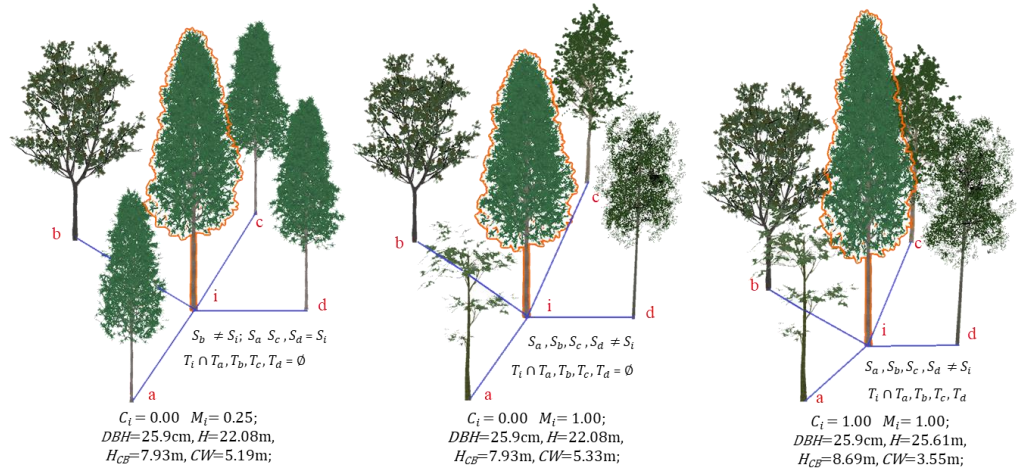 b
c
i
d
a
S_b ≠ S_i; S_a S_c , S_d = S_i
T_i ∩ T_a , T_b , T_c , T_d = ∅
C_i = 0.00 M_i = 0.25;
DBH=25.9cm, H=22.08m,
H_CB=7.93m, CW=5.19m;
b
c
i
d
a
S_a , S_b , S_c , S_d ≠ S_i
T_i ∩ T_a , T_b , T_c , T_d = ∅
C_i = 0.00 M_i = 1.00;
DBH=25.9cm, H=22.08m,
H_CB=7.93m, CW=5.33m;
b
c
i
d
a
S_a , S_b , S_c , S_d ≠ S_i
T_i ∩ T_a , T_b , T_c , T_d
C_i = 1.00 M_i = 1.00;
DBH=25.9cm, H=25.61m,
H_CB=8.69m, CW=3.55m;